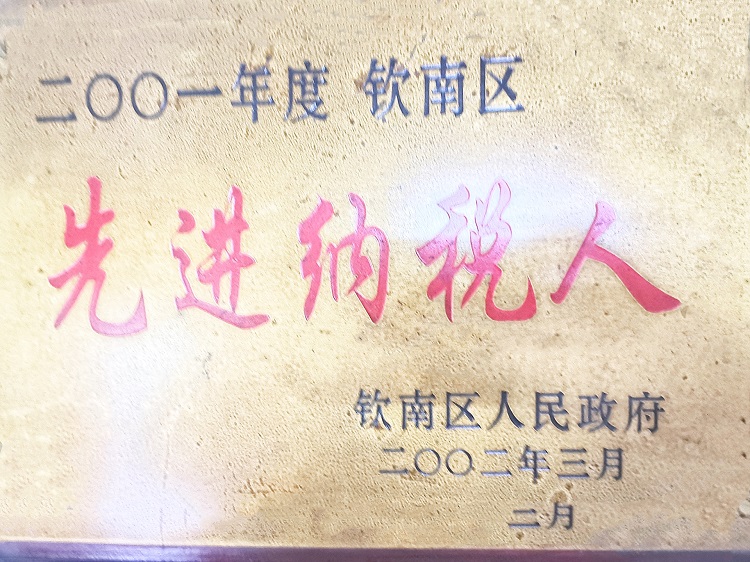 二〇〇一年度 钦南区
先进纳税人
钦南区人民政府
二〇〇二年三月
二月